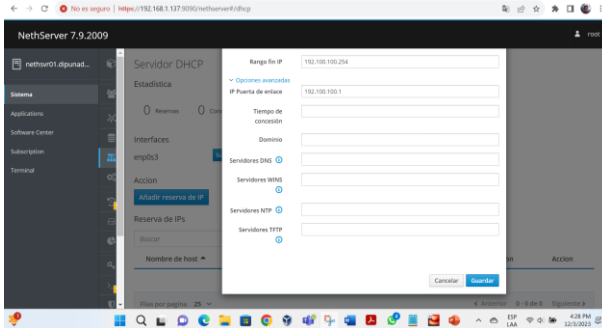 No es seguro | https://192.168.1.137:9090/nethserver#/dhcp
NethServer 7.9.2009
root
nethsvr01.dipunad...
Sistema
Applications
Software Center
Subscription
Terminal
Servidor DHCP
Estadística
0 Reservas 0
Interfaces
enp0s3
Accion
Añadir reserva de IP
Reserva de IPs
Buscar
Nombre de host
Accion
Filas por pagina 25
Anterior 0 - 0 de 0 Siguiente
Rango fin IP 192.100.100.254
Opciones avanzadas
IP Puerta de enlace 192.100.100.1
Tiempo de
concesión
Dominio
Servidores DNS
Servidores WINS
Servidores NTP
Servidores TFTP
Cancelar Guardar
ESP
LAA
4:28 PM
12/3/2023